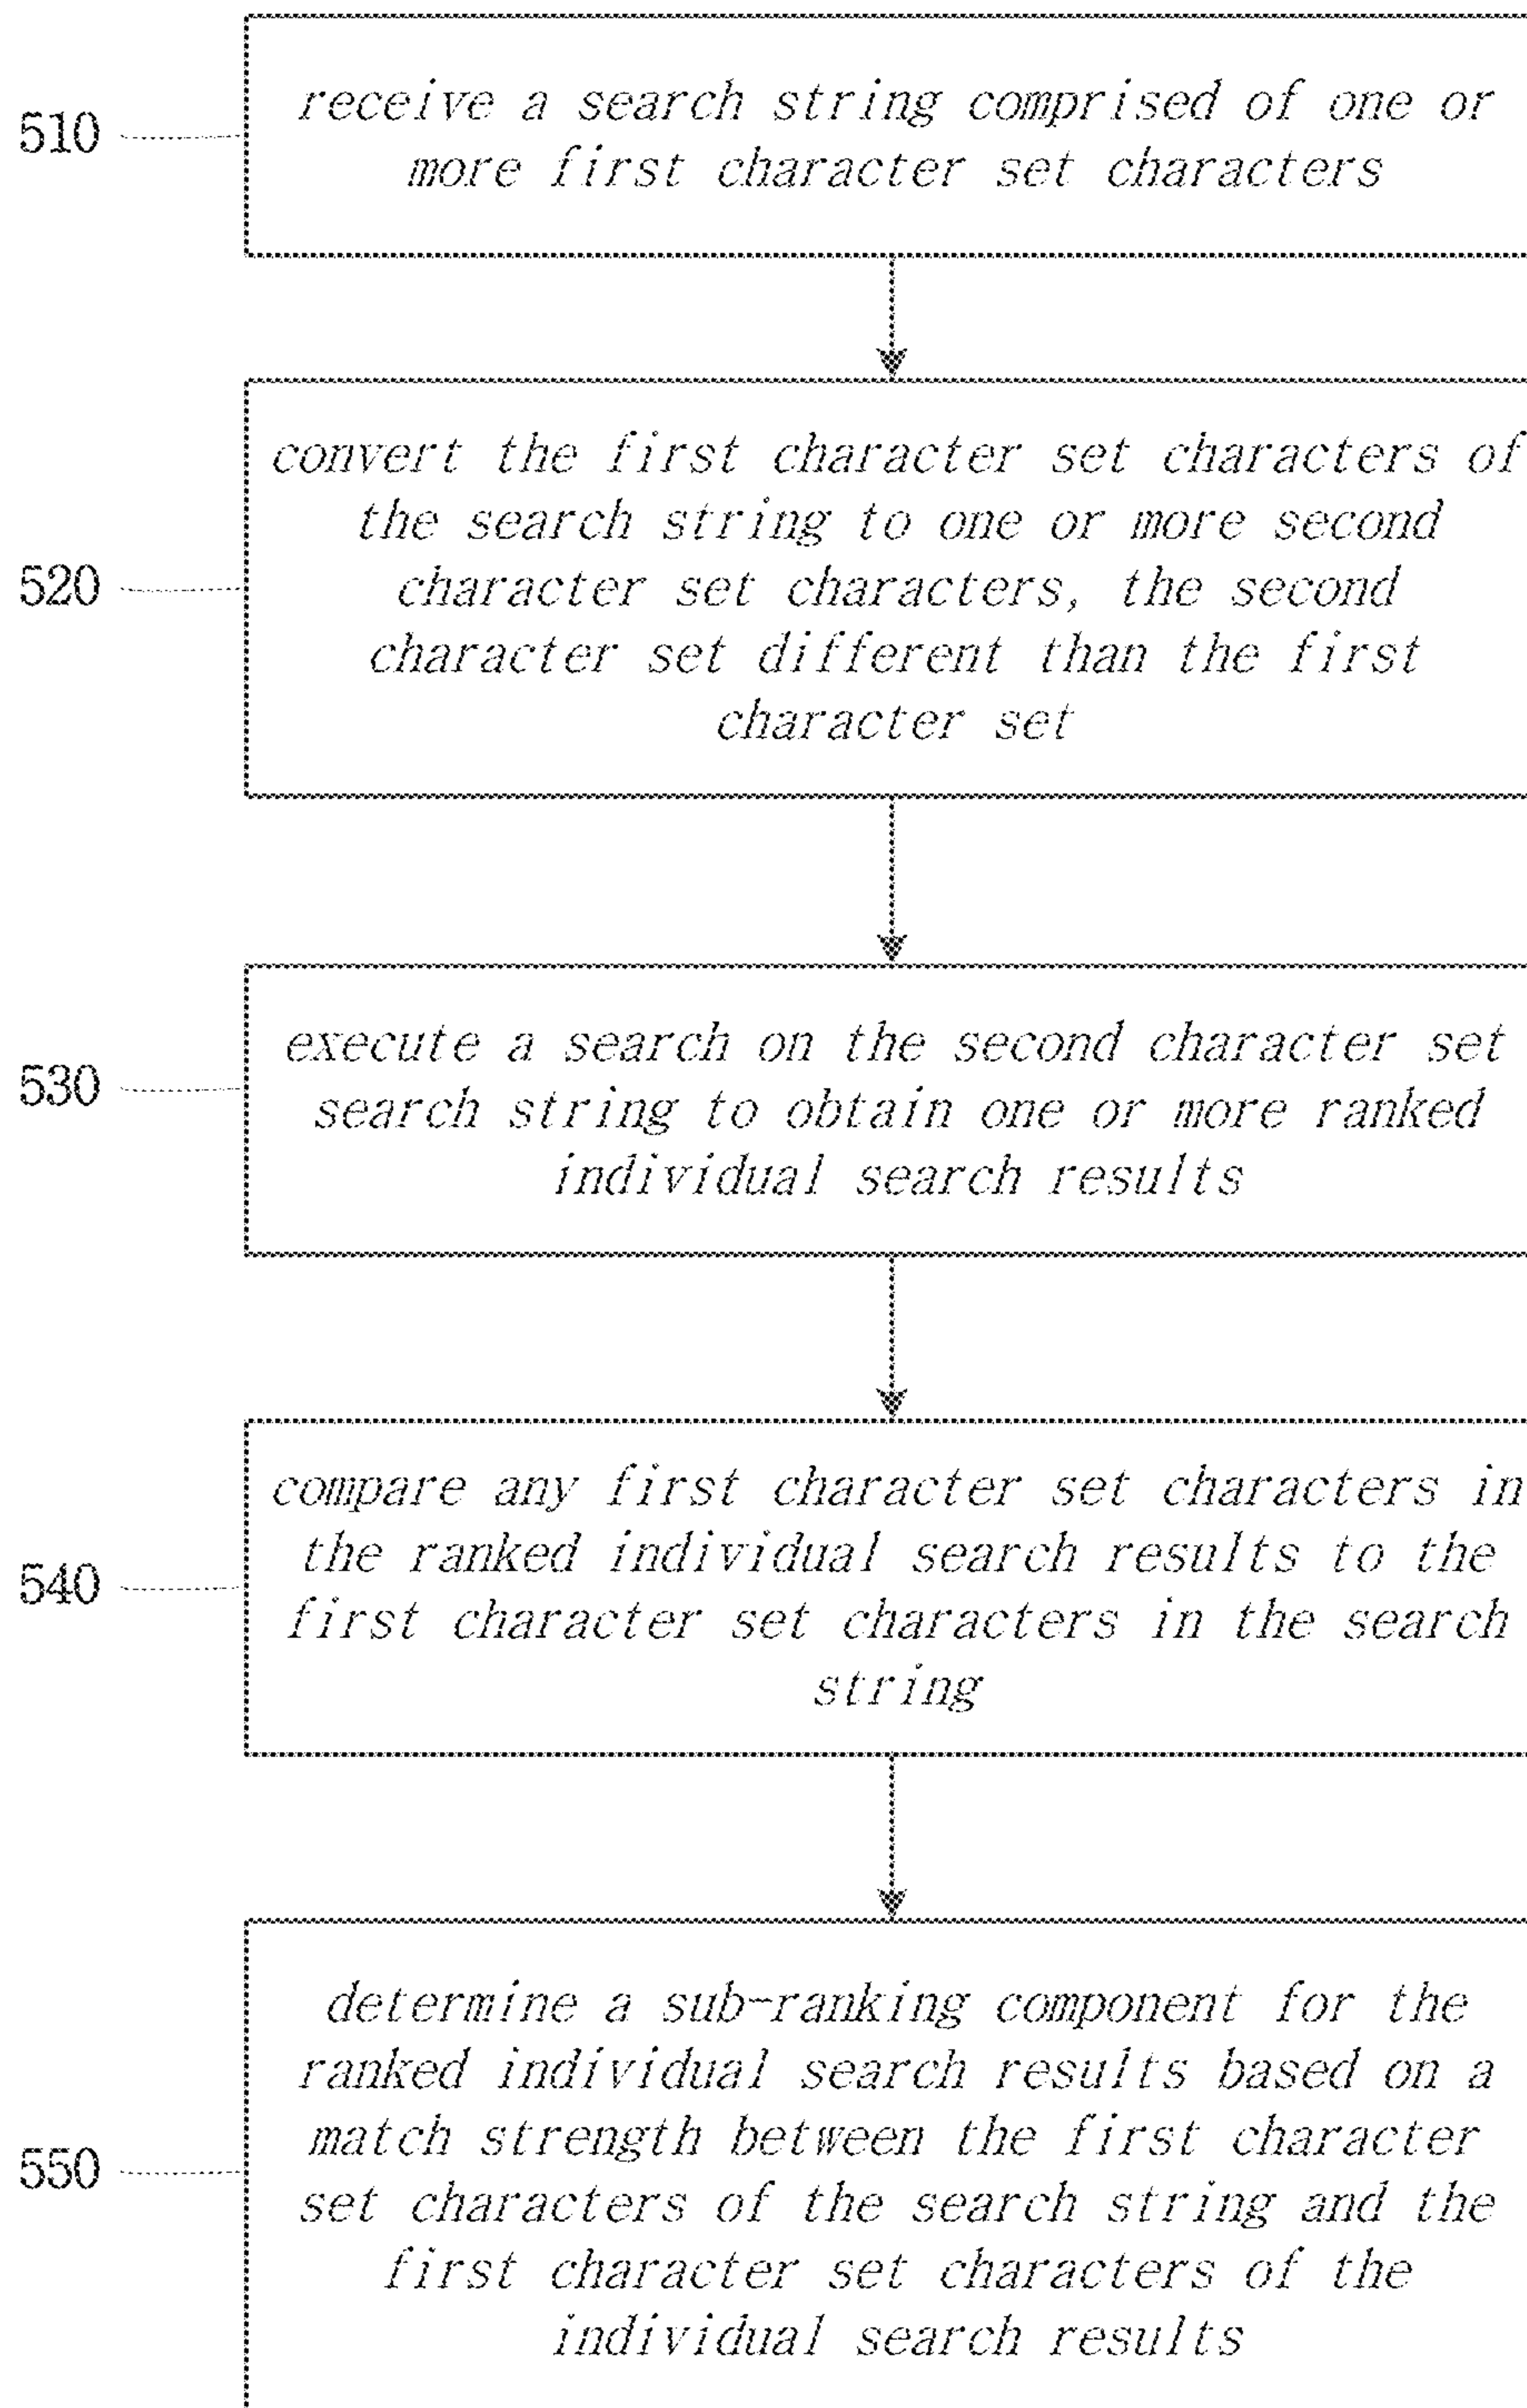 510
receive a search string comprised of one or
more first character set characters
520
convert the first character set characters of
the search string to one or more second
character set characters, the second
character set different than the first
character set
530
execute a search on the second character set
search string to obtain one or more ranked
individual search results
540
compare any first character set characters in
the ranked individual search results to the
first character set characters in the search
string
550
determine a sub-ranking component for the
ranked individual search results based on a
match strength between the first character
set characters of the search string and the
first character set characters of the
individual search results